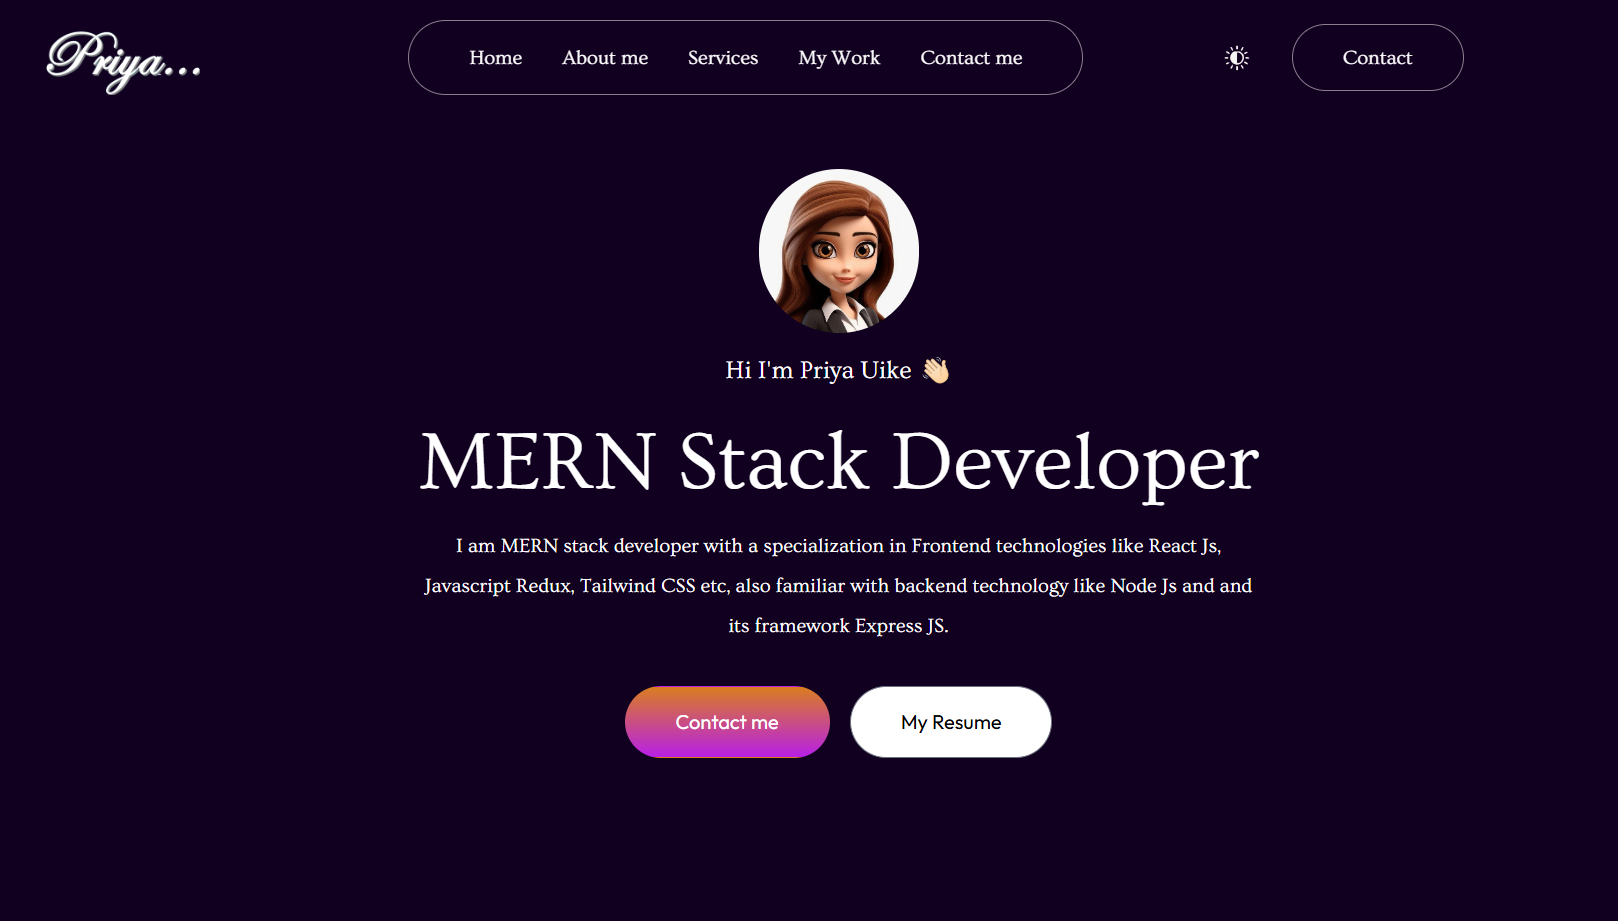 Priya...
Home About me Services My Work Contact me
Contact
Hi I'm Priya Uike 👋🏻
MERN Stack Developer
I am MERN stack developer with a specialization in Frontend technologies like React Js,
Javascript Redux, Tailwind CSS etc, also familiar with backend technology like Node Js and and
its framework Express JS.
Contact me
My Resume